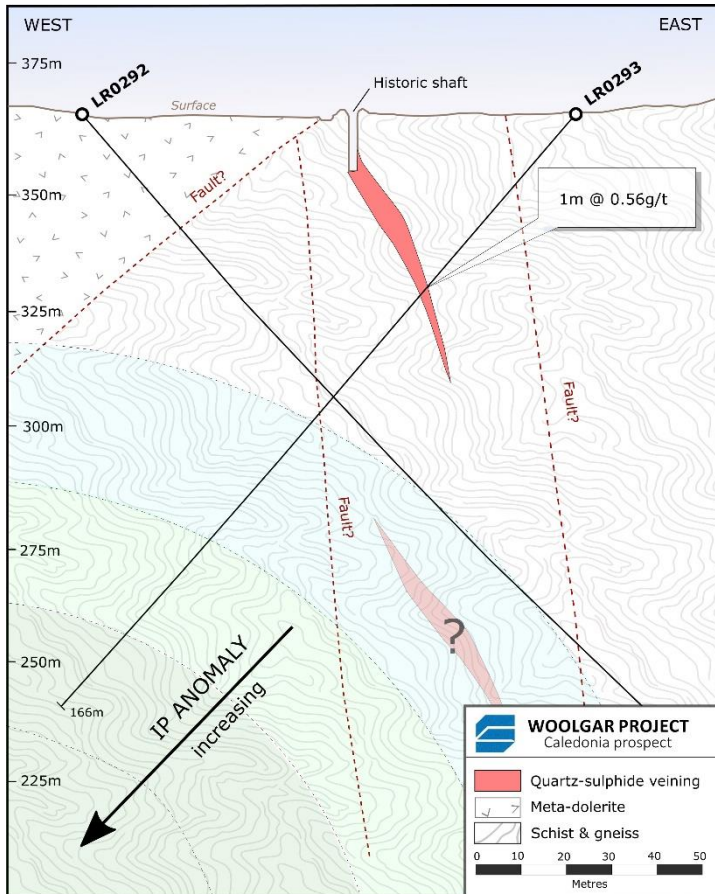 WEST
EAST
375m
LR0292
LR0293
Historic shaft
Surface
350m
Fault?
1m @ 0.56g/t
325m
300m
Fault?
Fault?
275m
250m
?
IP ANOMALY
increasing
166m
225m
WOOLGAR PROJECT
Caledonia prospect
Quartz-sulphide veining
Meta-dolerite
Schist & gneiss
0 10 20 30 40 50
Metres